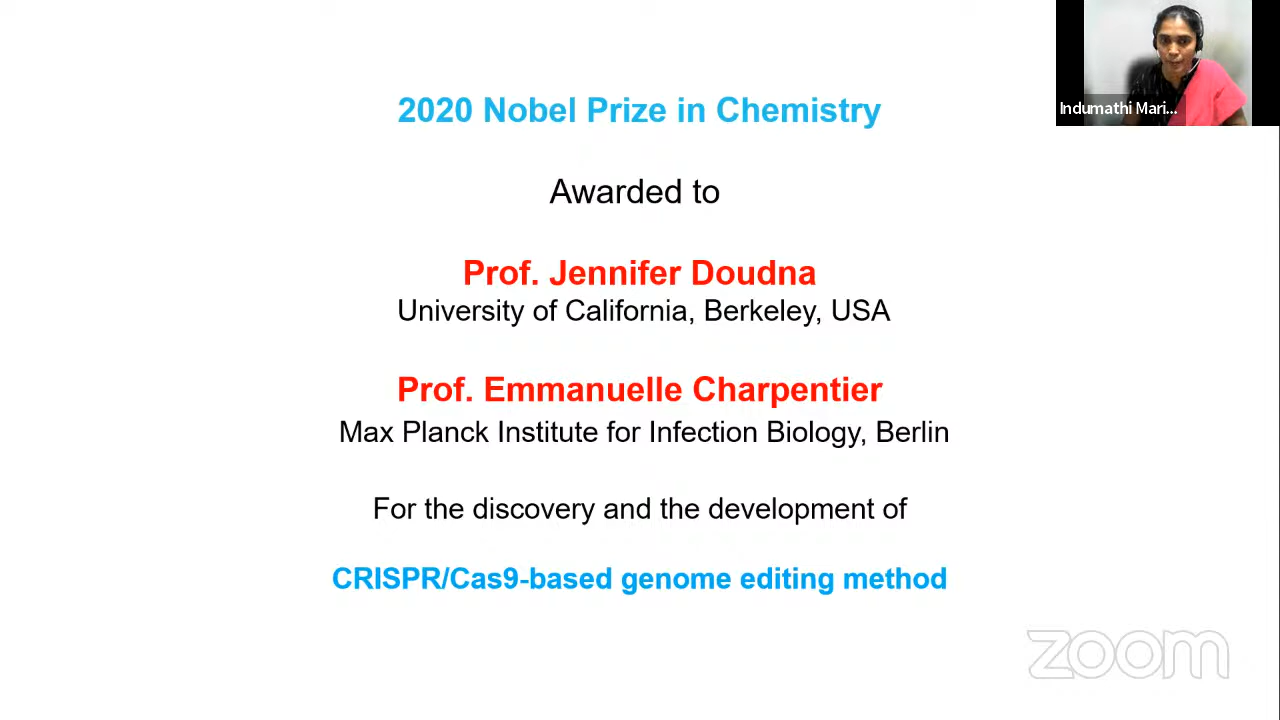 2020 Nobel Prize in Chemistry
Indumathi Mari...
Awarded to
Prof. Jennifer Doudna
University of California, Berkeley, USA
Prof. Emmanuelle Charpentier
Max Planck Institute for Infection Biology, Berlin
For the discovery and the development of
CRISPR/Cas9-based genome editing method
zoom